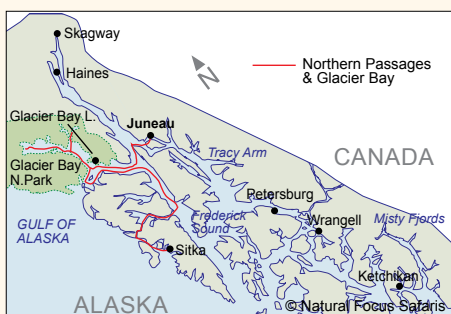 Skagway
Haines
Northern Passages
& Glacier Bay
N
Glacier Bay L.
Juneau
Tracy Arm
CANADA
Glacier Bay
N.Park
Petersburg
GULF OF
ALASKA
Frederick
Sound
Wrangell
Misty Fjords
Sitka
Ketchikan
ALASKA
© Natural Focus Safaris